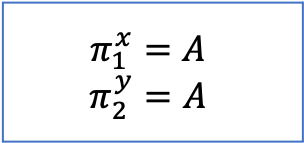 π₁ˣ = A
π₂ʸ = A